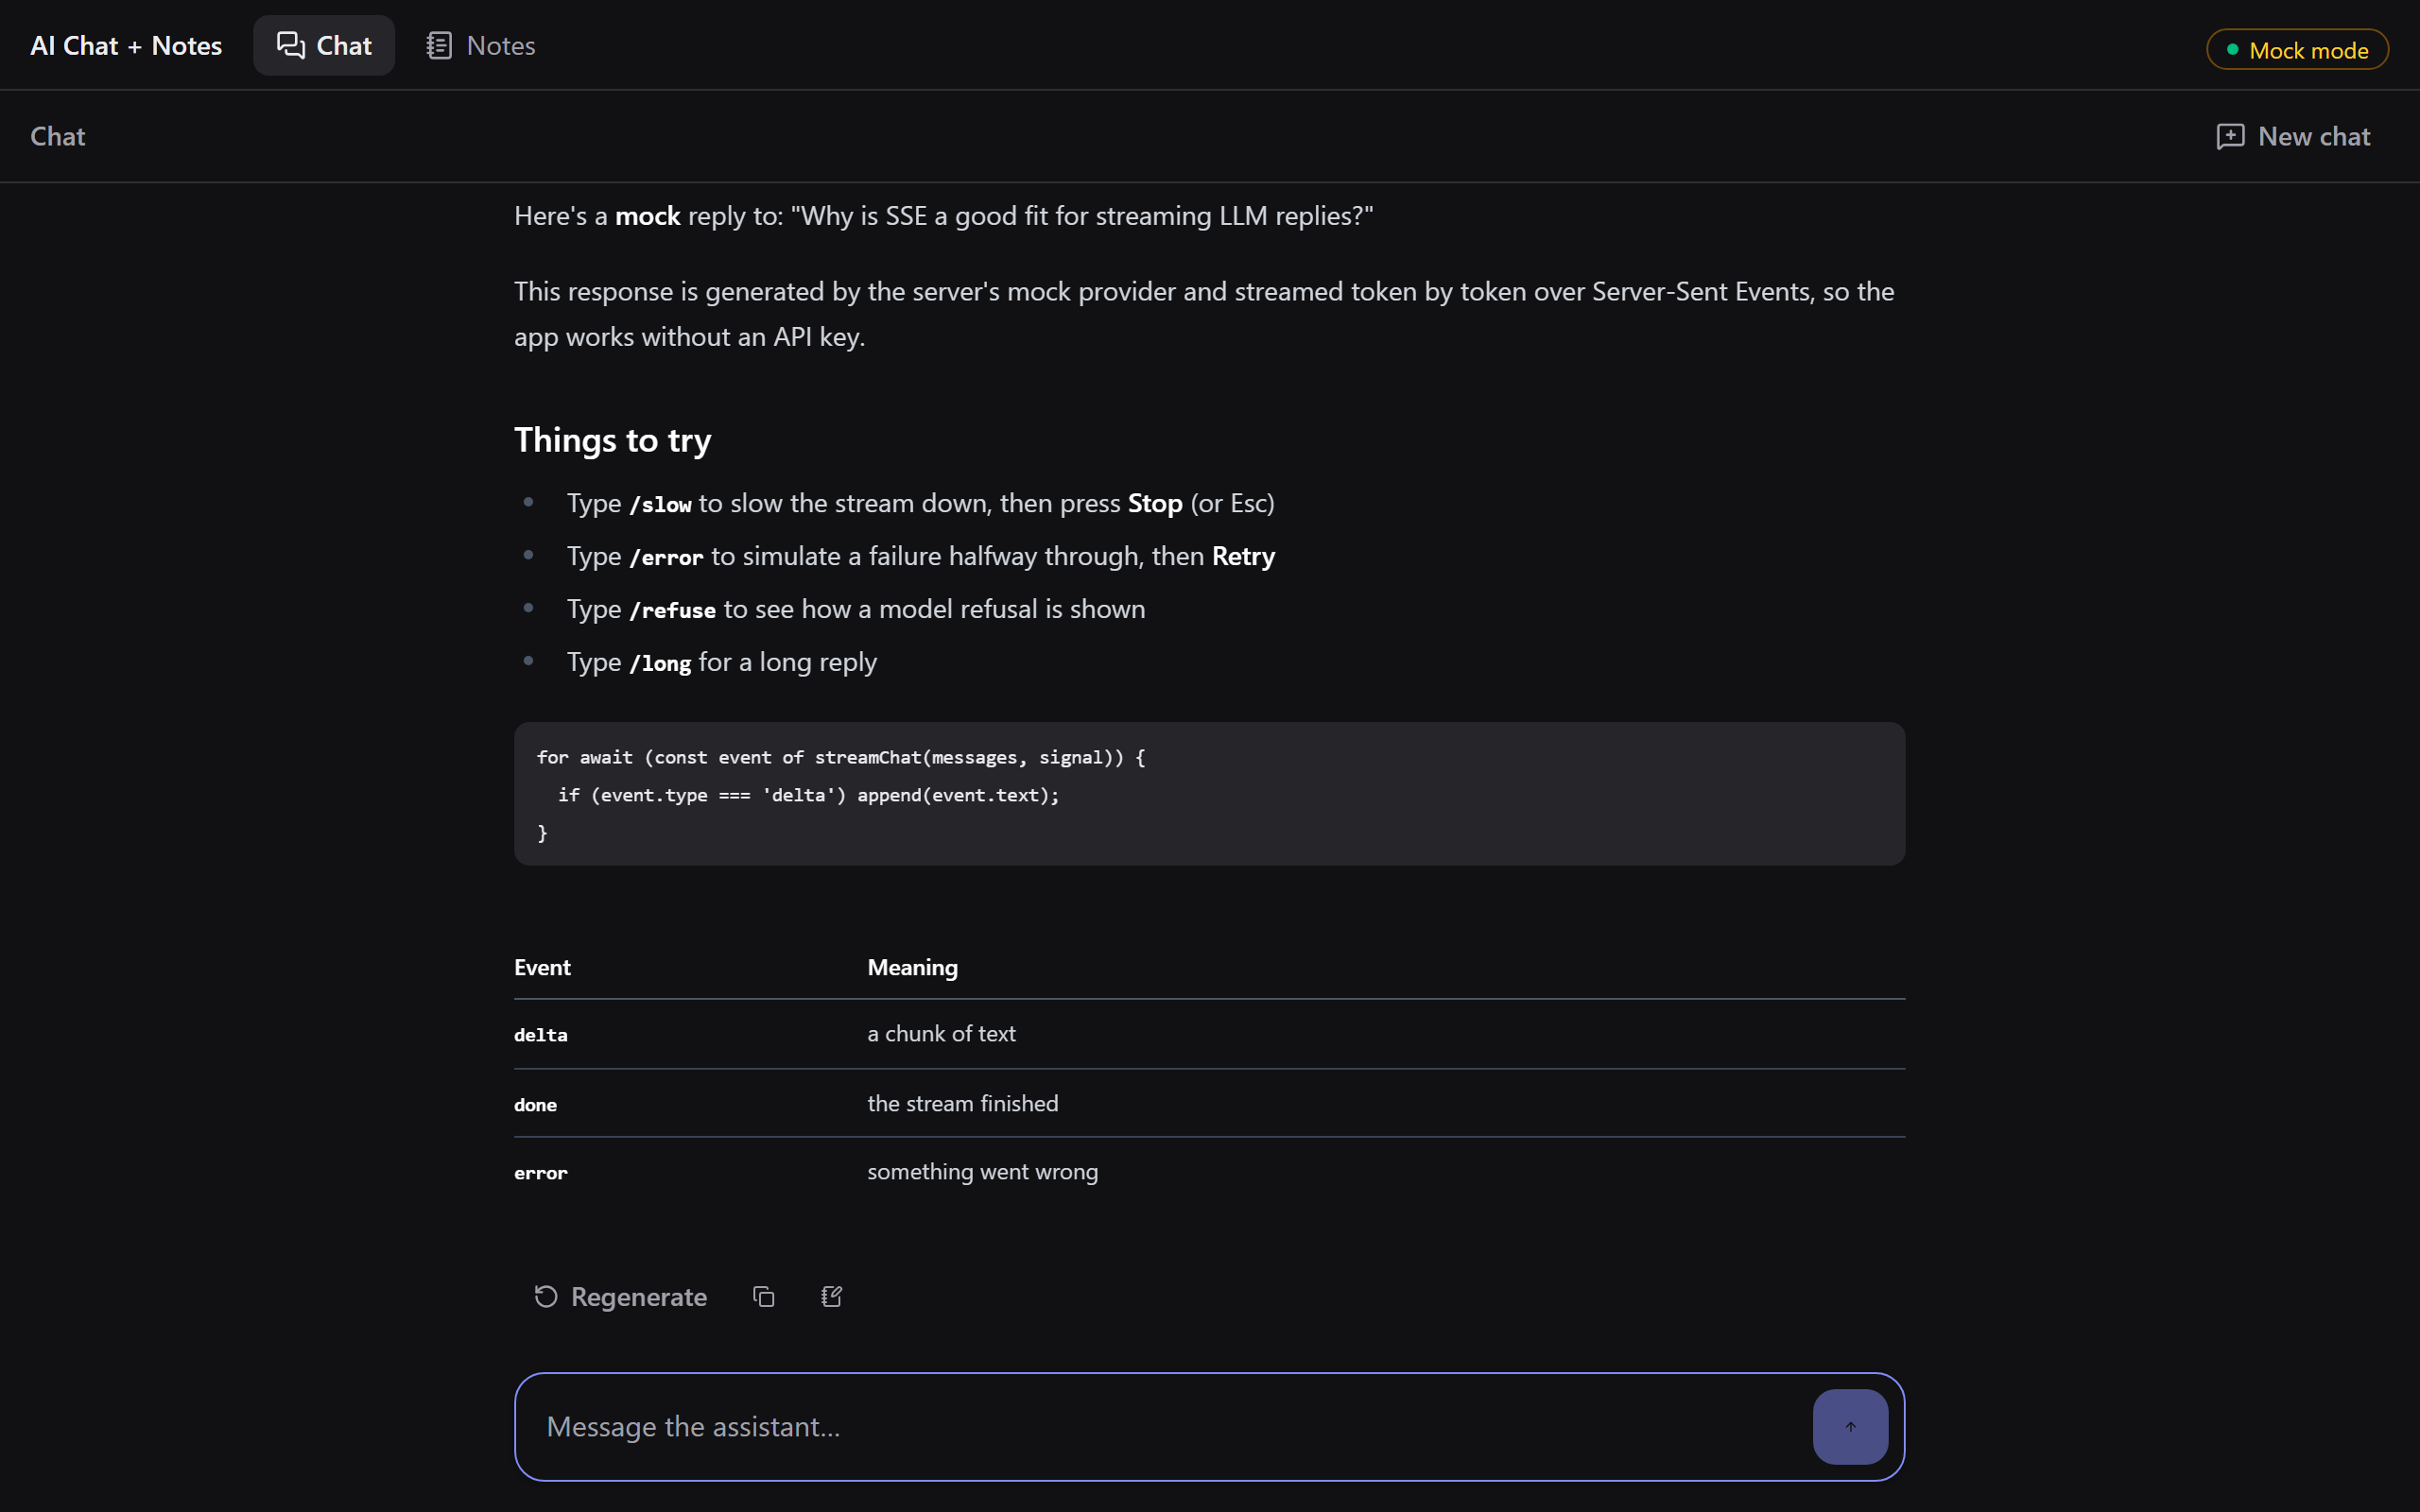 AI Chat + Notes
Chat
Notes
Mock mode
Chat
New chat
Here's a mock reply to: "Why is SSE a good fit for streaming LLM replies?"
This response is generated by the server's mock provider and streamed token by token over Server-Sent Events, so the
app works without an API key.
Things to try
• Type /slow to slow the stream down, then press Stop (or Esc)
• Type /error to simulate a failure halfway through, then Retry
• Type /refuse to see how a model refusal is shown
• Type /long for a long reply
for await (const event of streamChat(messages, signal)) {
  if (event.type === 'delta') append(event.text);
}
Event Meaning
delta a chunk of text
done the stream finished
error something went wrong
Regenerate
Message the assistant...